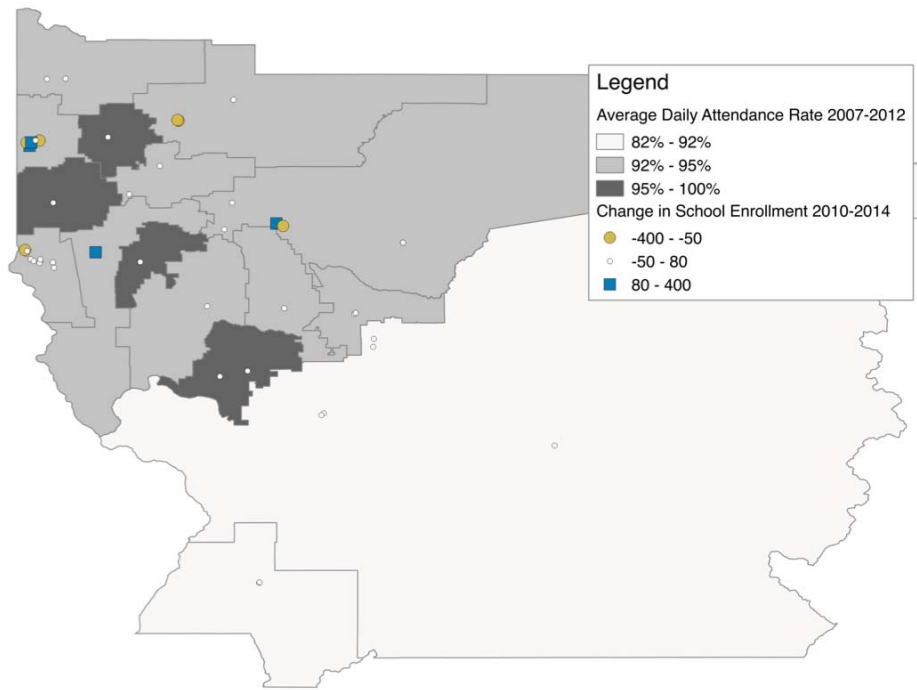 Legend
Average Daily Attendance Rate 2007-2012
82% - 92%
92% - 95%
95% - 100%
Change in School Enrollment 2010-2014
-400 - -50
-50 - 80
80 - 400